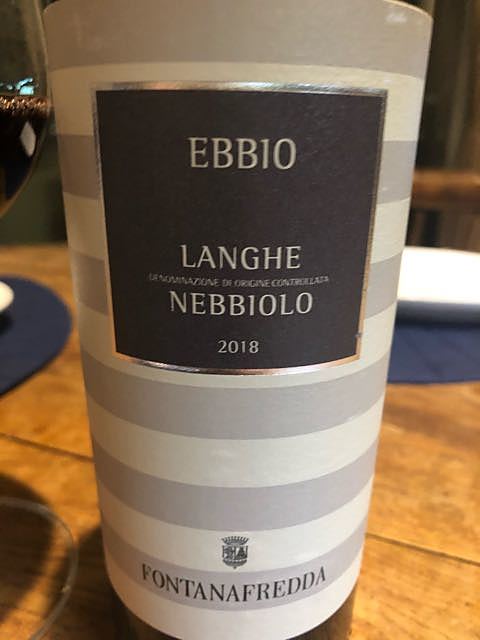 EBBIO
LANGHE
DENOMINAZIONE DI ORIGINE CONTROLLATA
NEBBIOLO
2018
FONTANAFREDDA